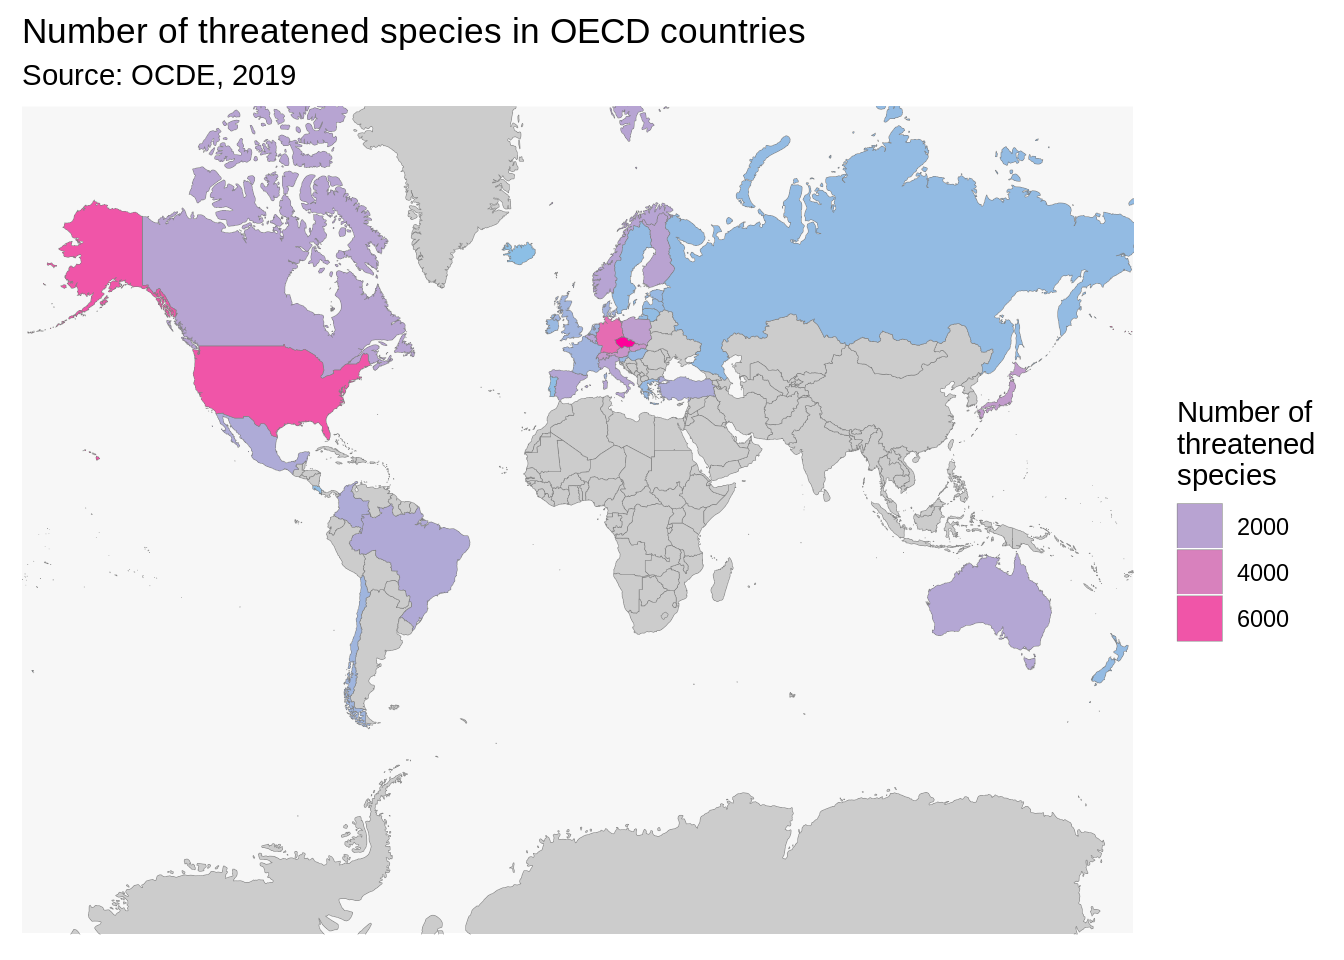 Number of threatened species in OECD countries
Source: OCDE, 2019
Number of
threatened
species
2000
4000
6000